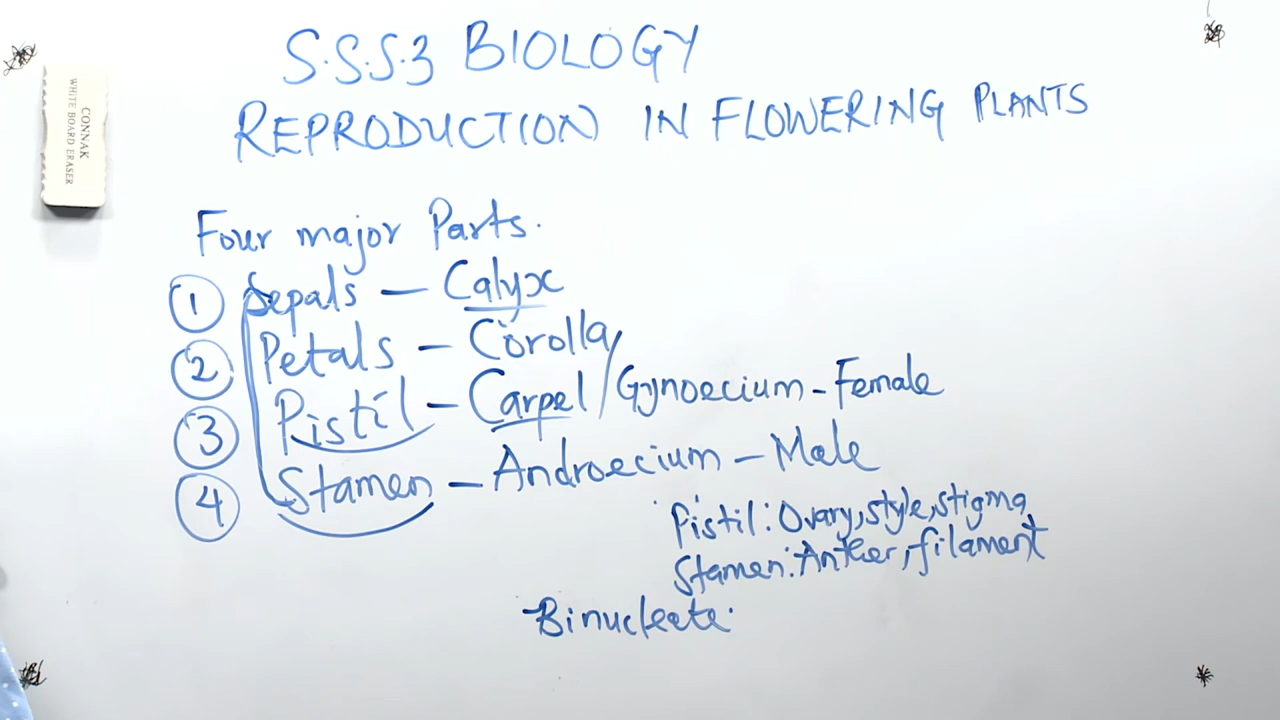 S.S.S.3 BIOLOGY
REPRODUCTION IN FLOWERING PLANTS
CONNAK
WHITE BOARD ERASER
Four major Parts.
1 Sepals — Calyx
2 Petals — Corolla
3 Pistil — Carpel/Gynoecium - Female
4 Stamen — Androecium — Male
Pistil: Ovary, style, stigma
Stamen: Anther, filament
Binucleate.